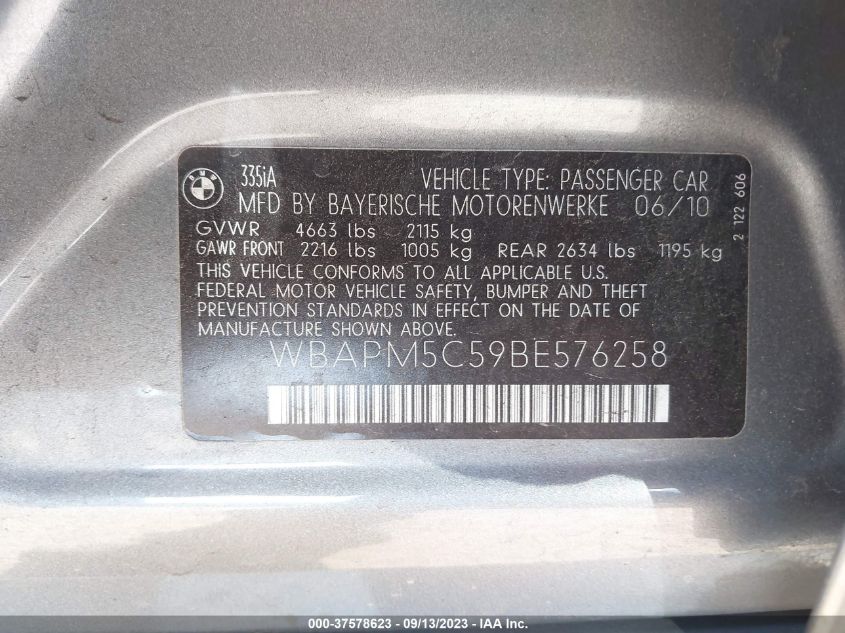 BMW
335iA VEHICLE TYPE: PASSENGER CAR
MFD BY BAYERISCHE MOTORENWERKE 06/10
GVWR 4663 lbs 2115 kg
GAWR FRONT 2216 lbs 1005 kg REAR 2634 lbs 1195 kg
THIS VEHICLE CONFORMS TO ALL APPLICABLE U.S.
FEDERAL MOTOR VEHICLE SAFETY, BUMPER AND THEFT
PREVENTION STANDARDS IN EFFECT ON THE DATE OF
MANUFACTURE SHOWN ABOVE.
WBAPM5C59BE576258
2 122 606
000-37578623 - 09/13/2023 - IAA Inc.